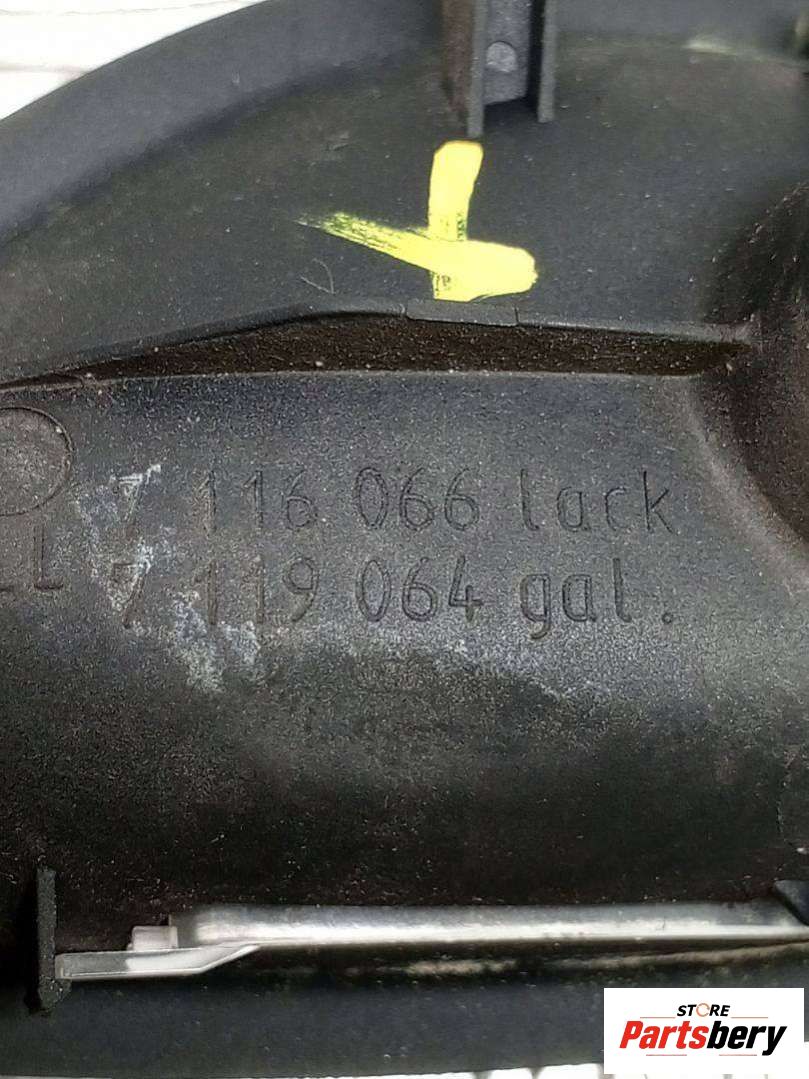 7 116 066 lack
7 119 064 gal.
STORE
Partsbery